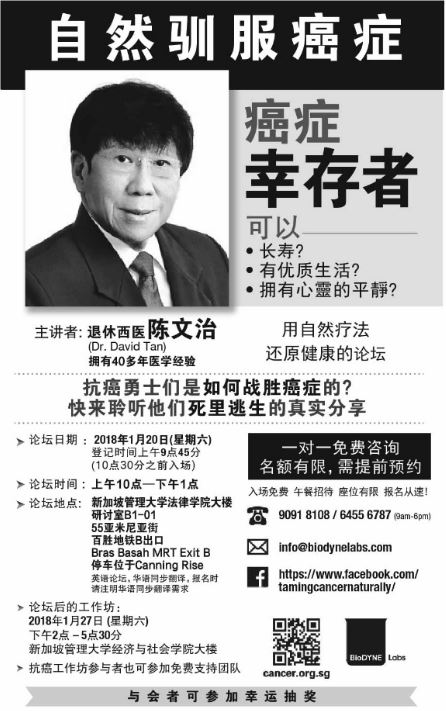 自然驯服癌症
癌症
幸存者
可以
• 长寿?
• 有优质生活?
• 拥有心靈的平靜?
主讲者: 退休西医 陈文治
(Dr. David Tan)
拥有40多年医学经验
用自然疗法
还原健康的论坛
抗癌勇士们是如何战胜癌症的?
快来聆听他们死里逃生的真实分享
➤ 论坛日期 : 2018年1月20日(星期六)
登记时间上午9点45分
(10点30分之前入场)
➤ 论坛时间 : 上午10点—下午1点
➤ 论坛地点: 新加坡管理大学法律学院大楼
研讨室B1-01
55亚米尼亚街
百胜地铁B出口
Bras Basah MRT Exit B
停车位于Canning Rise
英语论坛，华语同步翻译，报名时
请注明华语同步翻译需求
➤ 论坛后的工作坊:
2018年1月27日 (星期六)
下午2点 – 5点30分
新加坡管理大学经济与社会学院大楼
➤ 抗癌工作坊参与者也可参加免费支持团队
一对一免费咨询
名额有限，需提前预约
入场免费 午餐招待 座位有限 报名从速!
9091 8108 / 6455 6787 (9am-6pm)
info@biodynelabs.com
https://www.facebook.com/
tamingcancernaturally/
cancer.org.sg
BioDYNE Labs
与会者可参加幸运抽奖